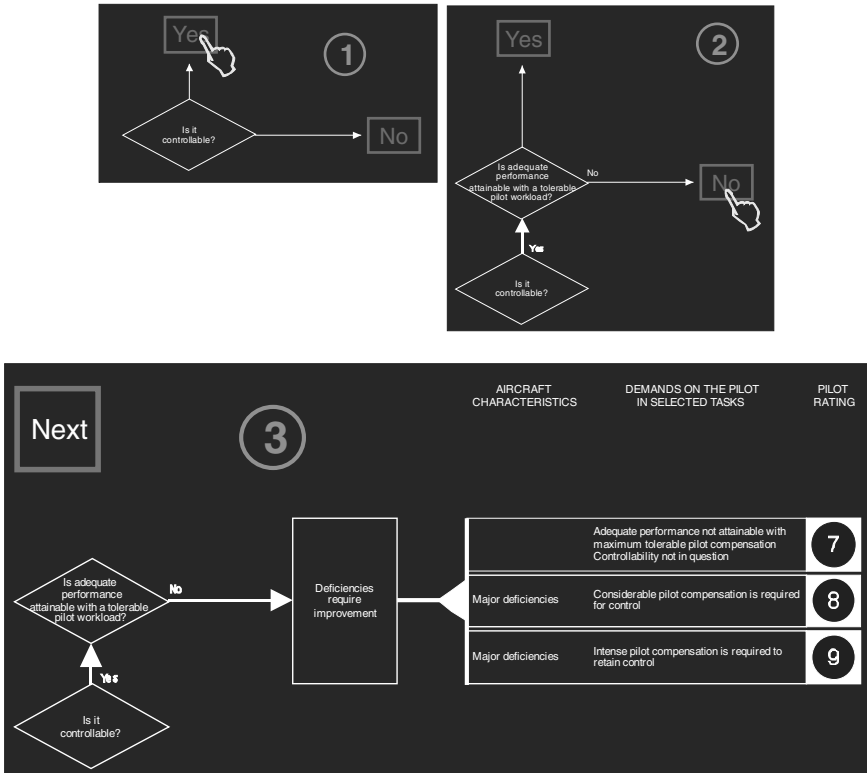 Yes
1
Is it
controllable?
No
2
Yes
Is adequate
performance
attainable with a tolerable
pilot workload?
No
No
Yes
Is it
controllable?
Next
3
AIRCRAFT
CHARACTERISTICS
DEMANDS ON THE PILOT
IN SELECTED TASKS
PILOT
RATING
Is adequate
performance
attainable with a tolerable
pilot workload?
No
Yes
Is it
controllable?
Deficiencies
require
improvement
Adequate performance not attainable with
maximum tolerable pilot compensation
Controllability not in question
7
Major deficiencies
Considerable pilot compensation is required
for control
8
Major deficiencies
Intense pilot compensation is required to
retain control
9